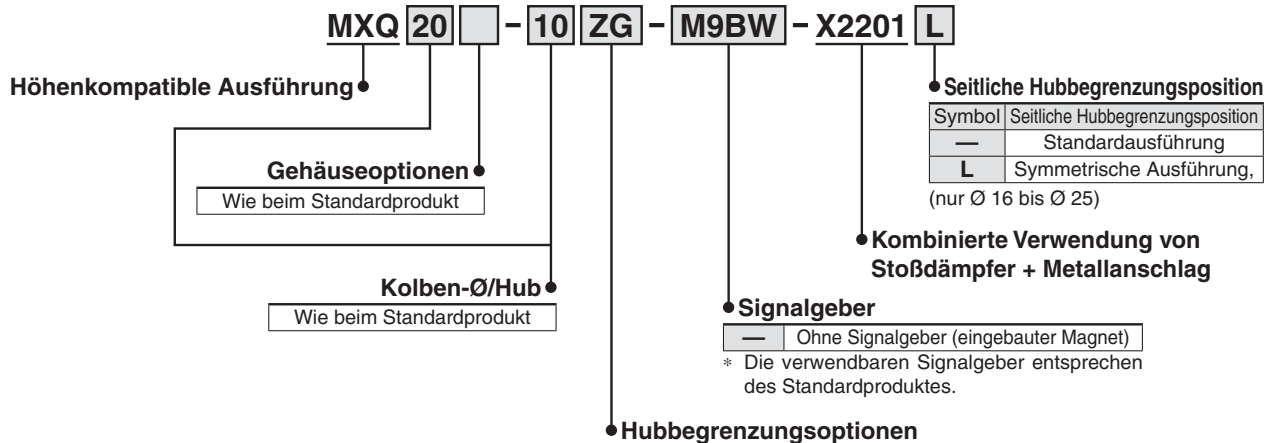 MXQ 20 - 10 ZG - M9BW - X2201 L
Höhenkompatible Ausführung
Seitliche Hubbegrenzungsposition
Symbol Seitliche Hubbegrenzungsposition
— Standardausführung
L Symmetrische Ausführung,
(nur Ø 16 bis Ø 25)
Gehäuseoptionen
Wie beim Standardprodukt
Kombinierte Verwendung von
Stoßdämpfer + Metallanschlag
Kolben-Ø/Hub
Wie beim Standardprodukt
Signalgeber
— Ohne Signalgeber (eingebauter Magnet)
* Die verwendbaren Signalgeber entsprechen
des Standardproduktes.
Hubbegrenzungsoptionen